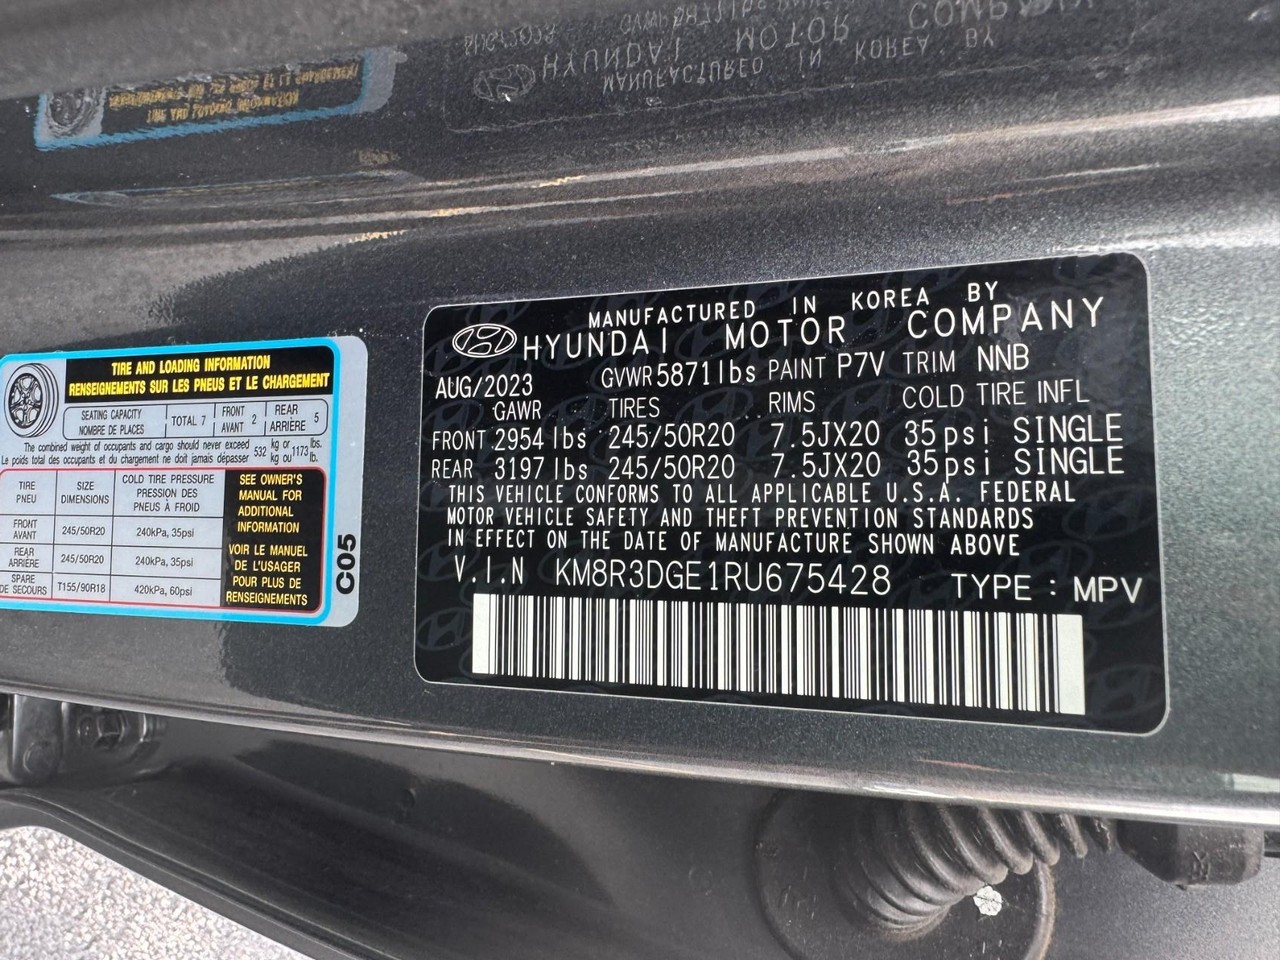 MANUFACTURED IN KOREA BY
HYUNDAI MOTOR COMPANY
AUG/2023 GVWR 5871lbs PAINT P7V TRIM NNB
GAWR TIRES RIMS COLD TIRE INFL
FRONT 2954 lbs 245/50R20 7.5JX20 35psi SINGLE
REAR 3197 lbs 245/50R20 7.5JX20 35psi SINGLE
THIS VEHICLE CONFORMS TO ALL APPLICABLE U.S.A. FEDERAL
MOTOR VEHICLE SAFETY AND THEFT PREVENTION STANDARDS
IN EFFECT ON THE DATE OF MANUFACTURE SHOWN ABOVE
V.I.N KM8R3DGE1RU675428 TYPE : MPV
TIRE AND LOADING INFORMATION
RENSEIGNEMENTS SUR LES PNEUS ET LE CHARGEMENT
SEATING CAPACITY
NOMBRE DE PLACES
TOTAL 7
FRONT
AVANT 2
REAR
ARRIÈRE 5
The combined weight of occupants and cargo should never exceed
Le poids total des occupants et du chargement ne doit jamais dépasser
532 kg or 1173 lbs.
kg ou lb.
TIRE
PNEU
SIZE
DIMENSIONS
COLD TIRE PRESSURE
PRESSION DES
PNEUS À FROID
FRONT
AVANT
245/50R20
240kPa, 35psi
REAR
ARRIÈRE
245/50R20
240kPa, 35psi
SPARE
DE SECOURS
T155/90R18
420kPa, 60psi
SEE OWNER'S
MANUAL FOR
ADDITIONAL
INFORMATION
VOIR LE MANUEL
DE L'USAGER
POUR PLUS DE
RENSEIGNEMENTS
C05